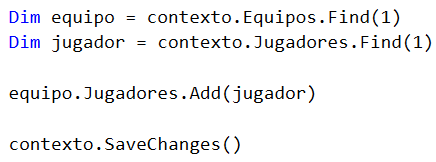 Dim equipo = contexto.Equipos.Find(1)
Dim jugador = contexto.Jugadores.Find(1)
equipo.Jugadores.Add(jugador)
contexto.SaveChanges()